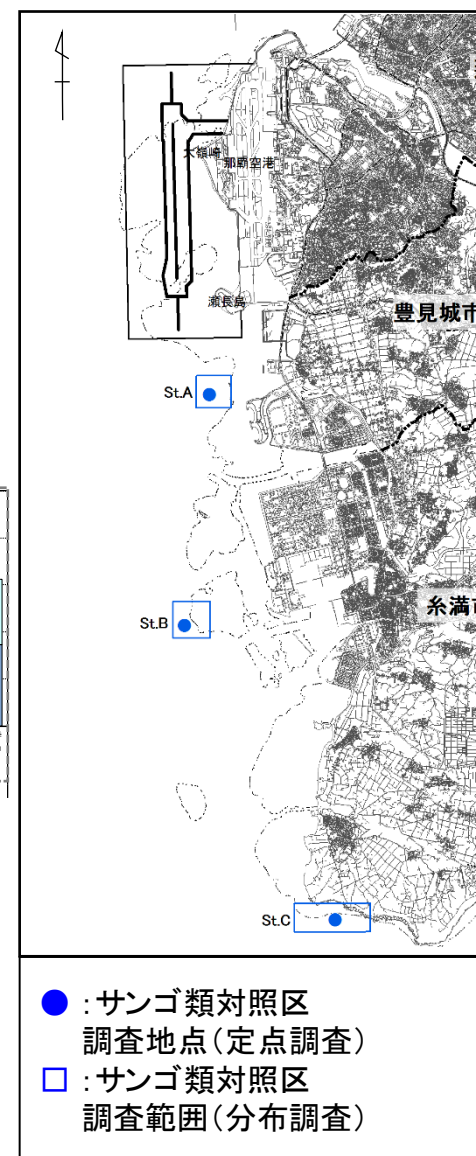 大嶺崎
那覇空港
瀬長島
豊見城市
St.A
糸満市
St.B
St.C
● :サンゴ類対照区
調査地点(定点調査)
□ :サンゴ類対照区
調査範囲(分布調査)